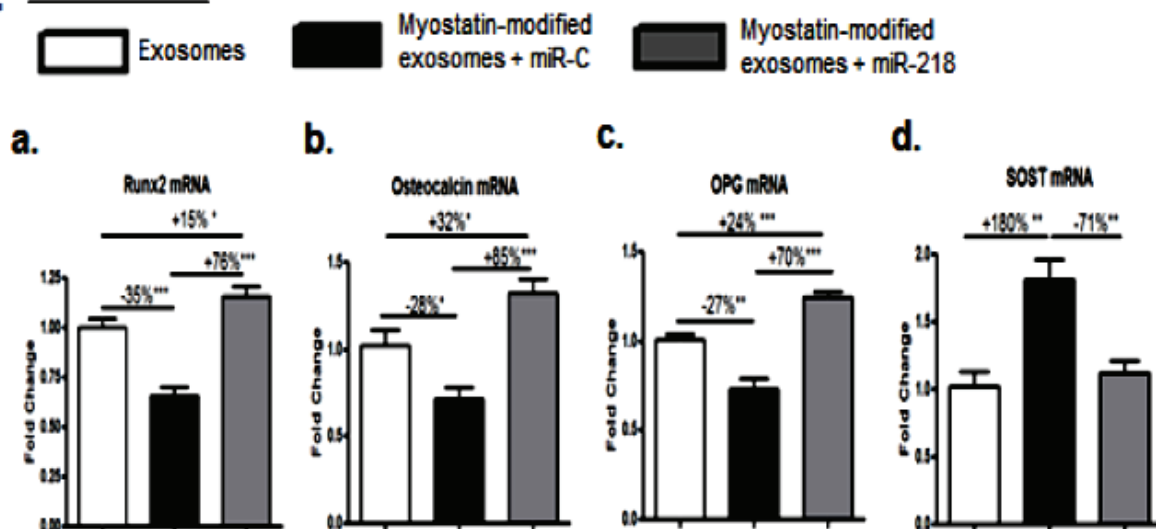 Exosomes
Myostatin-modified
exosomes + miR-C
Myostatin-modified
exosomes + miR-218
a.
Runx2 mRNA
+15% *
+76%***
-35%***
Fold Change
1.25
1.00
0.75
0.50
0.25
0.00
b.
Osteocalcin mRNA
+32%*
+85%***
-28%*
Fold Change
1.5
1.0
0.5
0.0
c.
OPG mRNA
+24% ***
+70%***
-27%**
Fold Change
1.5
1.0
0.5
0.0
d.
SOST mRNA
+180% **
-71%**
Fold Change
2.0
1.5
1.0
0.5
0.0